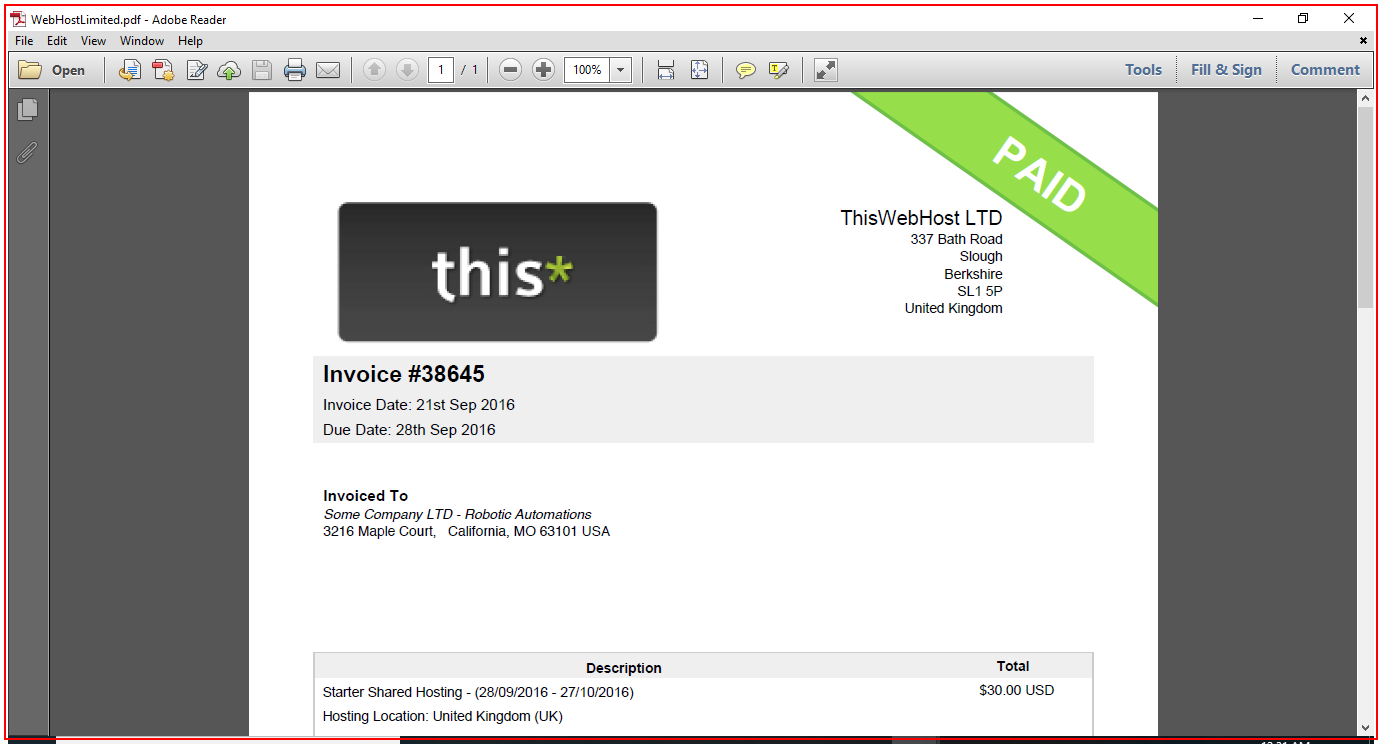 WebHostLimited.pdf - Adobe Reader
File Edit View Window Help
Open 1 / 1 100% Tools Fill & Sign Comment
PAID
this*
ThisWebHost LTD
337 Bath Road
Slough
Berkshire
SL1 5P
United Kingdom
Invoice #38645
Invoice Date: 21st Sep 2016
Due Date: 28th Sep 2016
Invoiced To
Some Company LTD - Robotic Automations
3216 Maple Court, California, MO 63101 USA
Description Total
Starter Shared Hosting - (28/09/2016 - 27/10/2016) $30.00 USD
Hosting Location: United Kingdom (UK)